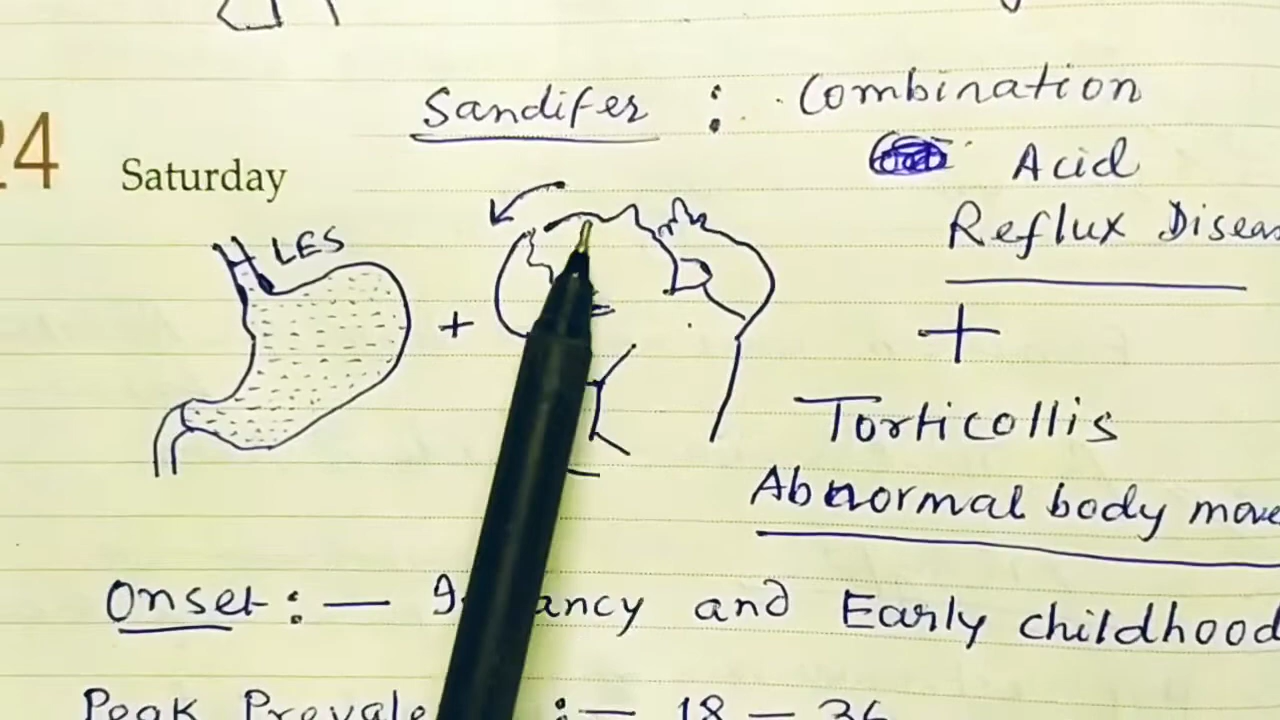 24
Saturday
Sandifer : Combination
Acid
Reflux Diseas
LES
+
+
Torticollis
Abnormal body move
Onset :— ancy and Early childhood
Peak Prevale :— 18 – 36